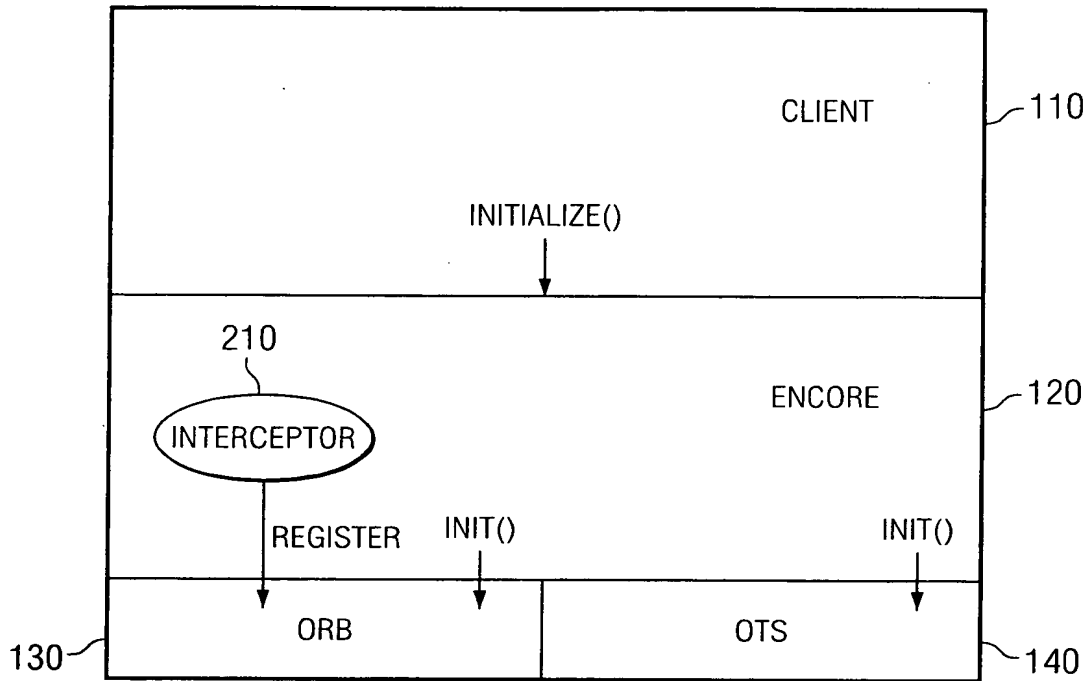 CLIENT
110
INITIALIZE()
210
INTERCEPTOR
ENCORE
120
REGISTER
INIT()
INIT()
130
ORB
OTS
140